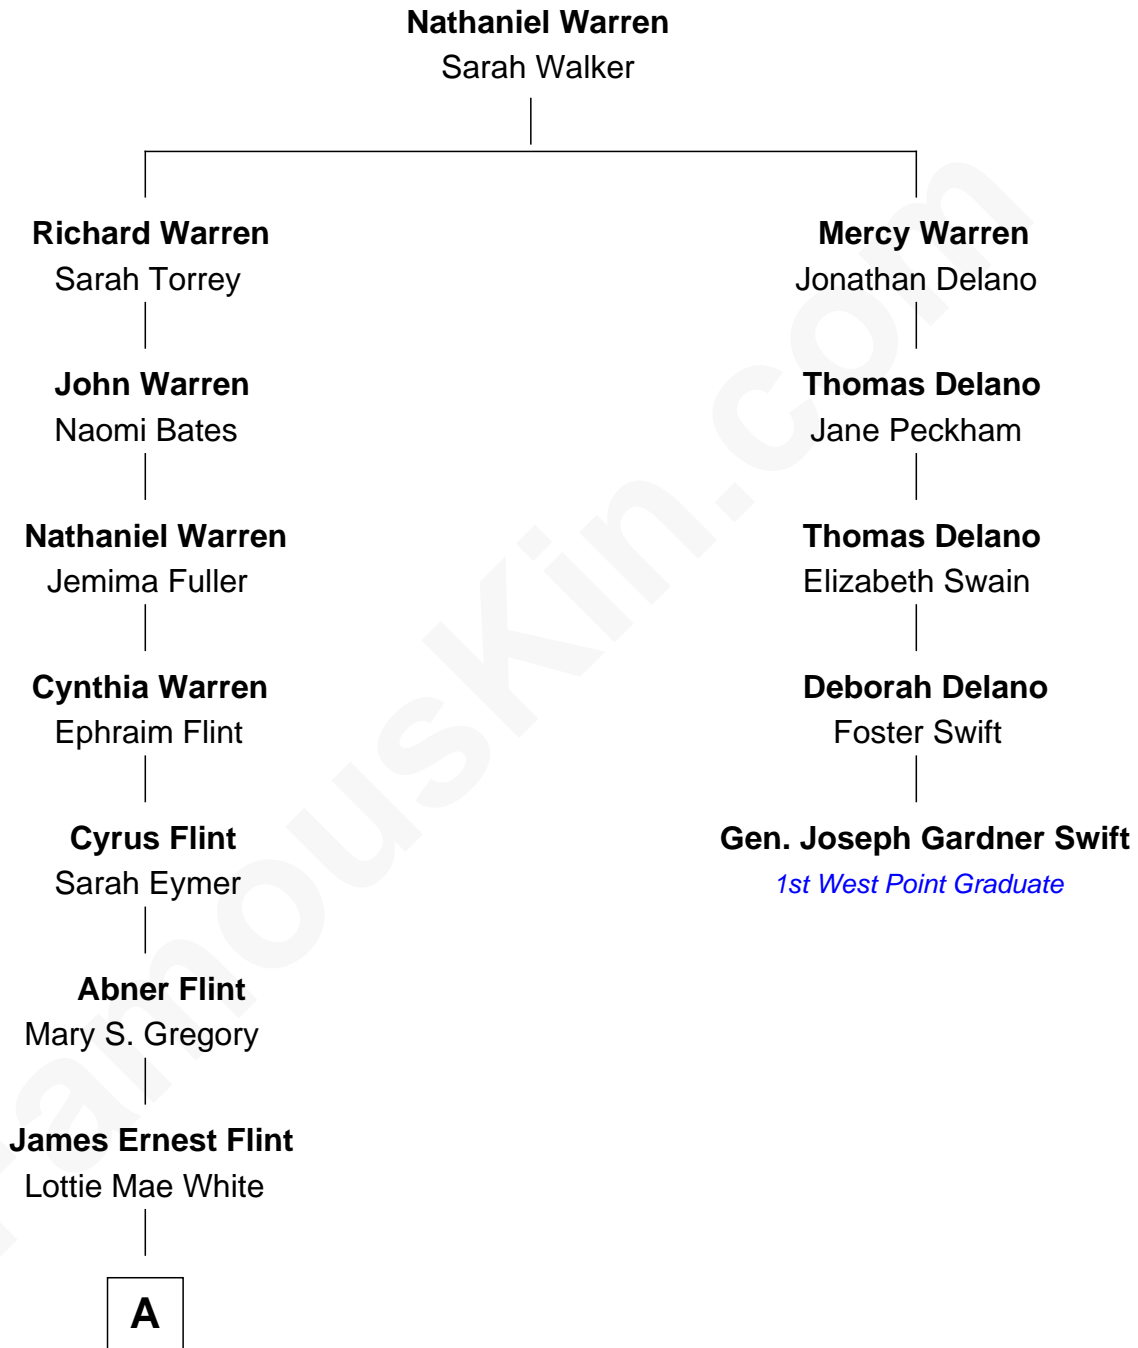 Nathaniel Warren
Sarah Walker
Richard Warren
Sarah Torrey
John Warren
Naomi Bates
Nathaniel Warren
Jemima Fuller
Cynthia Warren
Ephraim Flint
Cyrus Flint
Sarah Eymer
Abner Flint
Mary S. Gregory
James Ernest Flint
Lottie Mae White
A
Mercy Warren
Jonathan Delano
Thomas Delano
Jane Peckham
Thomas Delano
Elizabeth Swain
Deborah Delano
Foster Swift
Gen. Joseph Gardner Swift
1st West Point Graduate
FamousKin.com